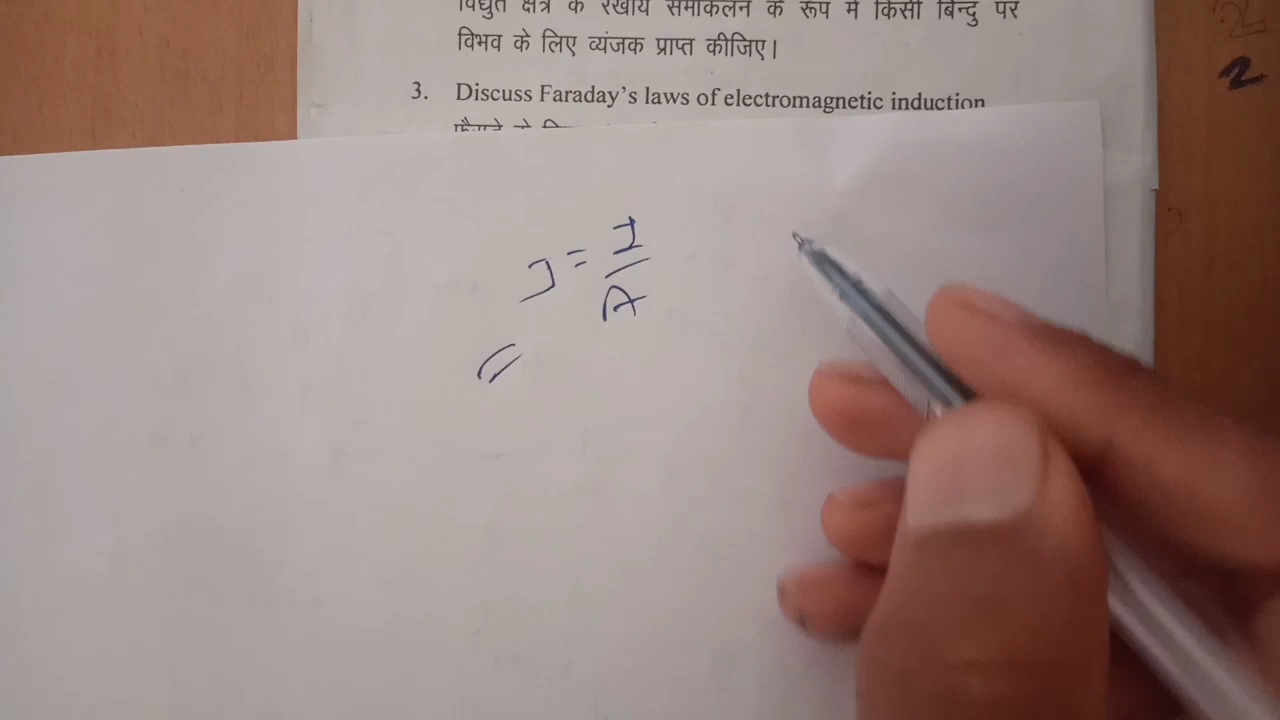 विद्युत क्षेत्र के रेखीय समाकलन के रूप में किसी बिन्दु पर
विभव के लिए व्यंजक प्राप्त कीजिए।
2
3. Discuss Faraday's laws of electromagnetic induction
J = I/A
=